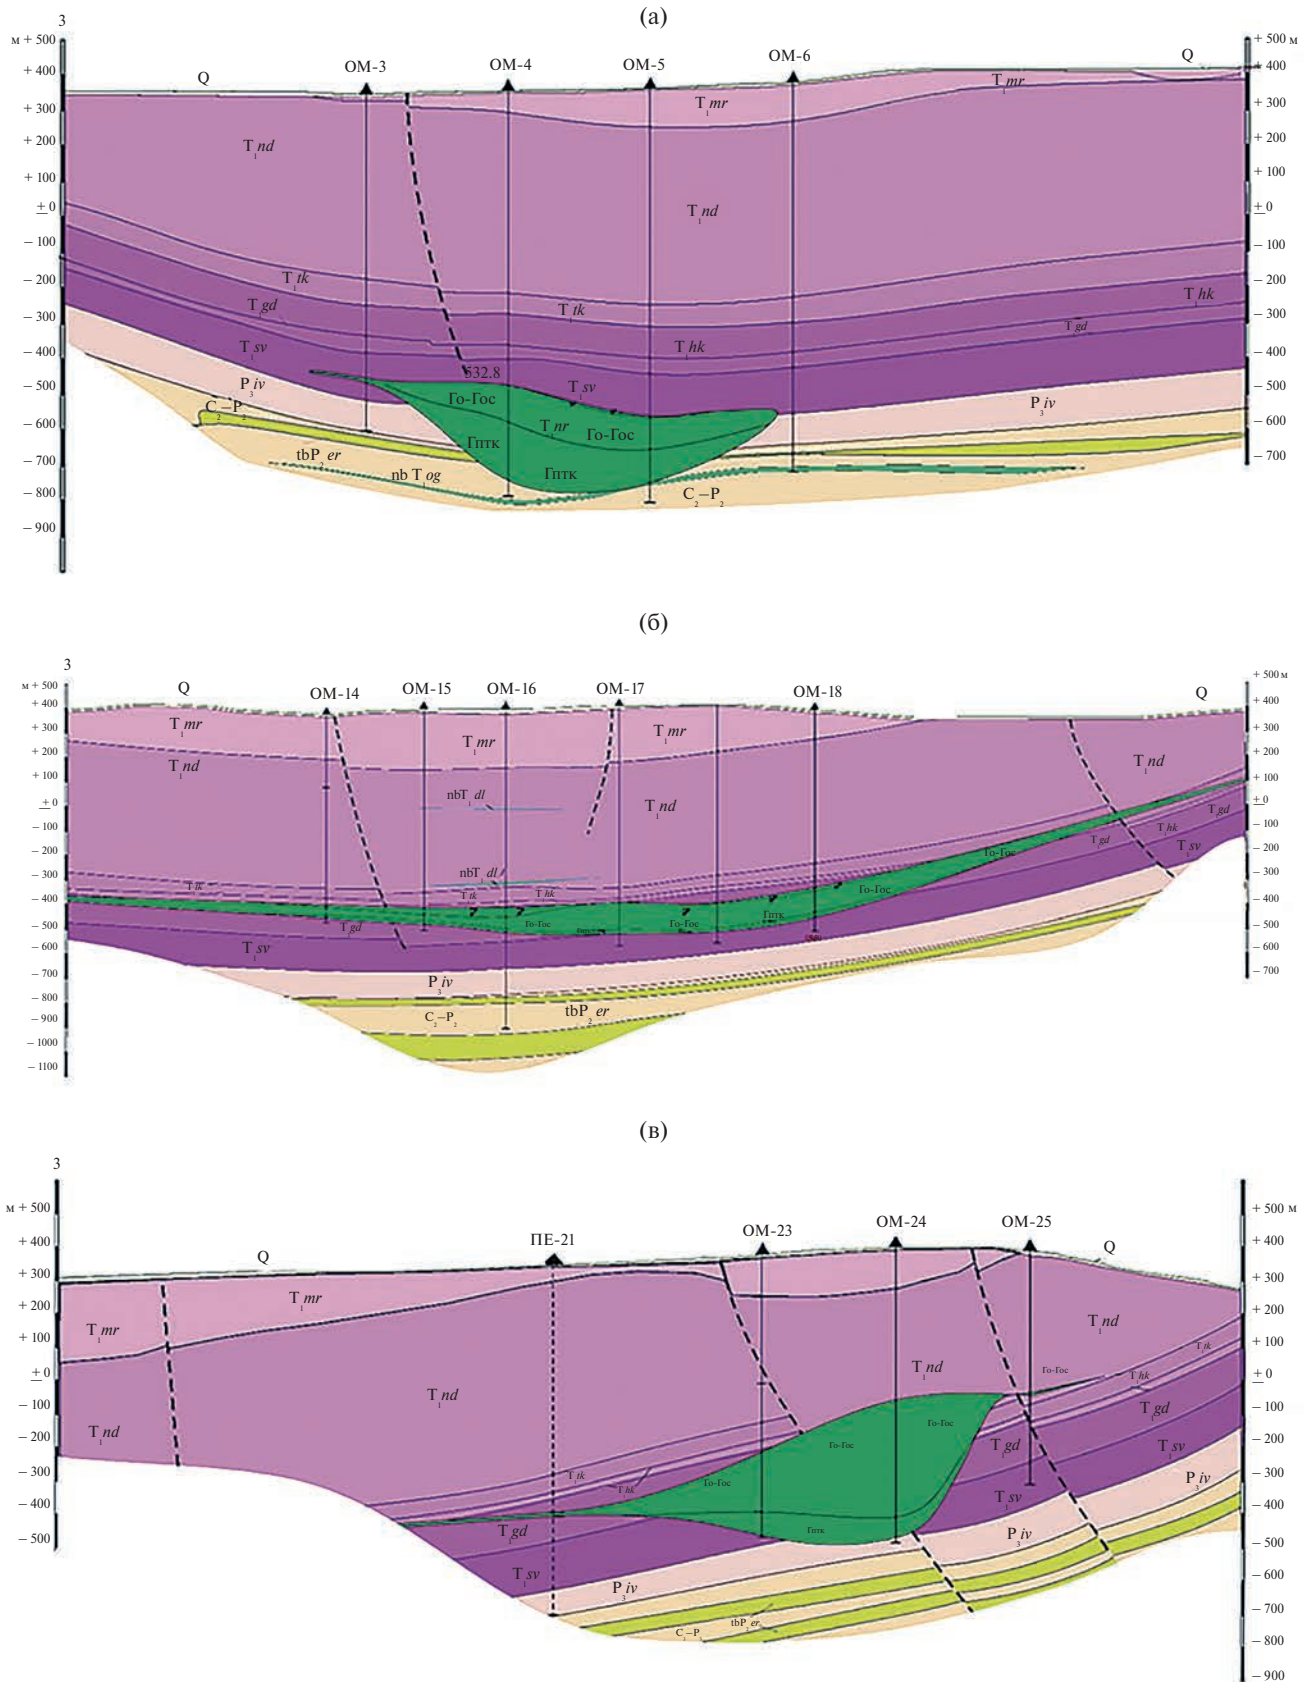 (а)
З
м + 500
+ 400
+ 300
+ 200
+ 100
± 0
– 100
– 200
– 300
– 400
– 500
– 600
– 700
– 800
– 900
Q
ОМ-3
ОМ-4
ОМ-5
ОМ-6
Q
+ 500 м
+ 400
+ 300
+ 200
+ 100
± 0
– 100
– 200
– 300
– 400
– 500
– 600
– 700
T₁mr
T₁mr
T₁nd
T₁nd
T₁tk
T₁tk
T₁gd
T₁hk
T₁hk
T₁gd
T₁sv
532.8
T₁sv
P₃iv
Го-Гос
P₃iv
C₂–P₂
T₁nr
Го-Гос
Гптк
tbP₂er
nb T₁og
Гптк
C₂–P₂
(б)
З
м + 500
+ 400
+ 300
+ 200
+ 100
± 0
– 100
– 200
– 300
– 400
– 500
– 600
– 700
– 800
– 900
– 1000
– 1100
Q
ОМ-14
ОМ-15
ОМ-16
ОМ-17
ОМ-18
Q
+ 500 м
+ 400
+ 300
+ 200
+ 100
± 0
– 100
– 200
– 300
– 400
– 500
– 600
– 700
T₁mr
T₁mr
T₁mr
T₁nd
T₁nd
nbT₁dl
T₁nd
T₁gd
T₁hk
T₁gd
T₁sv
Го-Гос
nbT₁dl
T₁tk
T₁tk
T₁hk
Го-Гос
Гптк
T₁gd
Го-Гос
Го-Гос
T₁sv
P₃iv
C₂–P₂
tbP₂er
(в)
З
м + 500
+ 400
+ 300
+ 200
+ 100
± 0
– 100
– 200
– 300
– 400
– 500
Q
ПЕ-21
ОМ-23
ОМ-24
ОМ-25
Q
+ 500 м
+ 400
+ 300
+ 200
+ 100
± 0
– 100
– 200
– 300
– 400
– 500
– 600
– 700
– 800
– 900
T₁mr
T₁mr
T₁nd
T₁tk
T₁nd
Го-Гос
T₁hk
T₁nd
T₁gd
T₁nd
Го-Гос
Го-Гос
T₁gd
T₁sv
T₁tk
T₁hk
Го-Гос
P₃iv
T₁sv
T₁gd
Гптк
P₃iv
T₁sv
P₃iv
tbP₂er